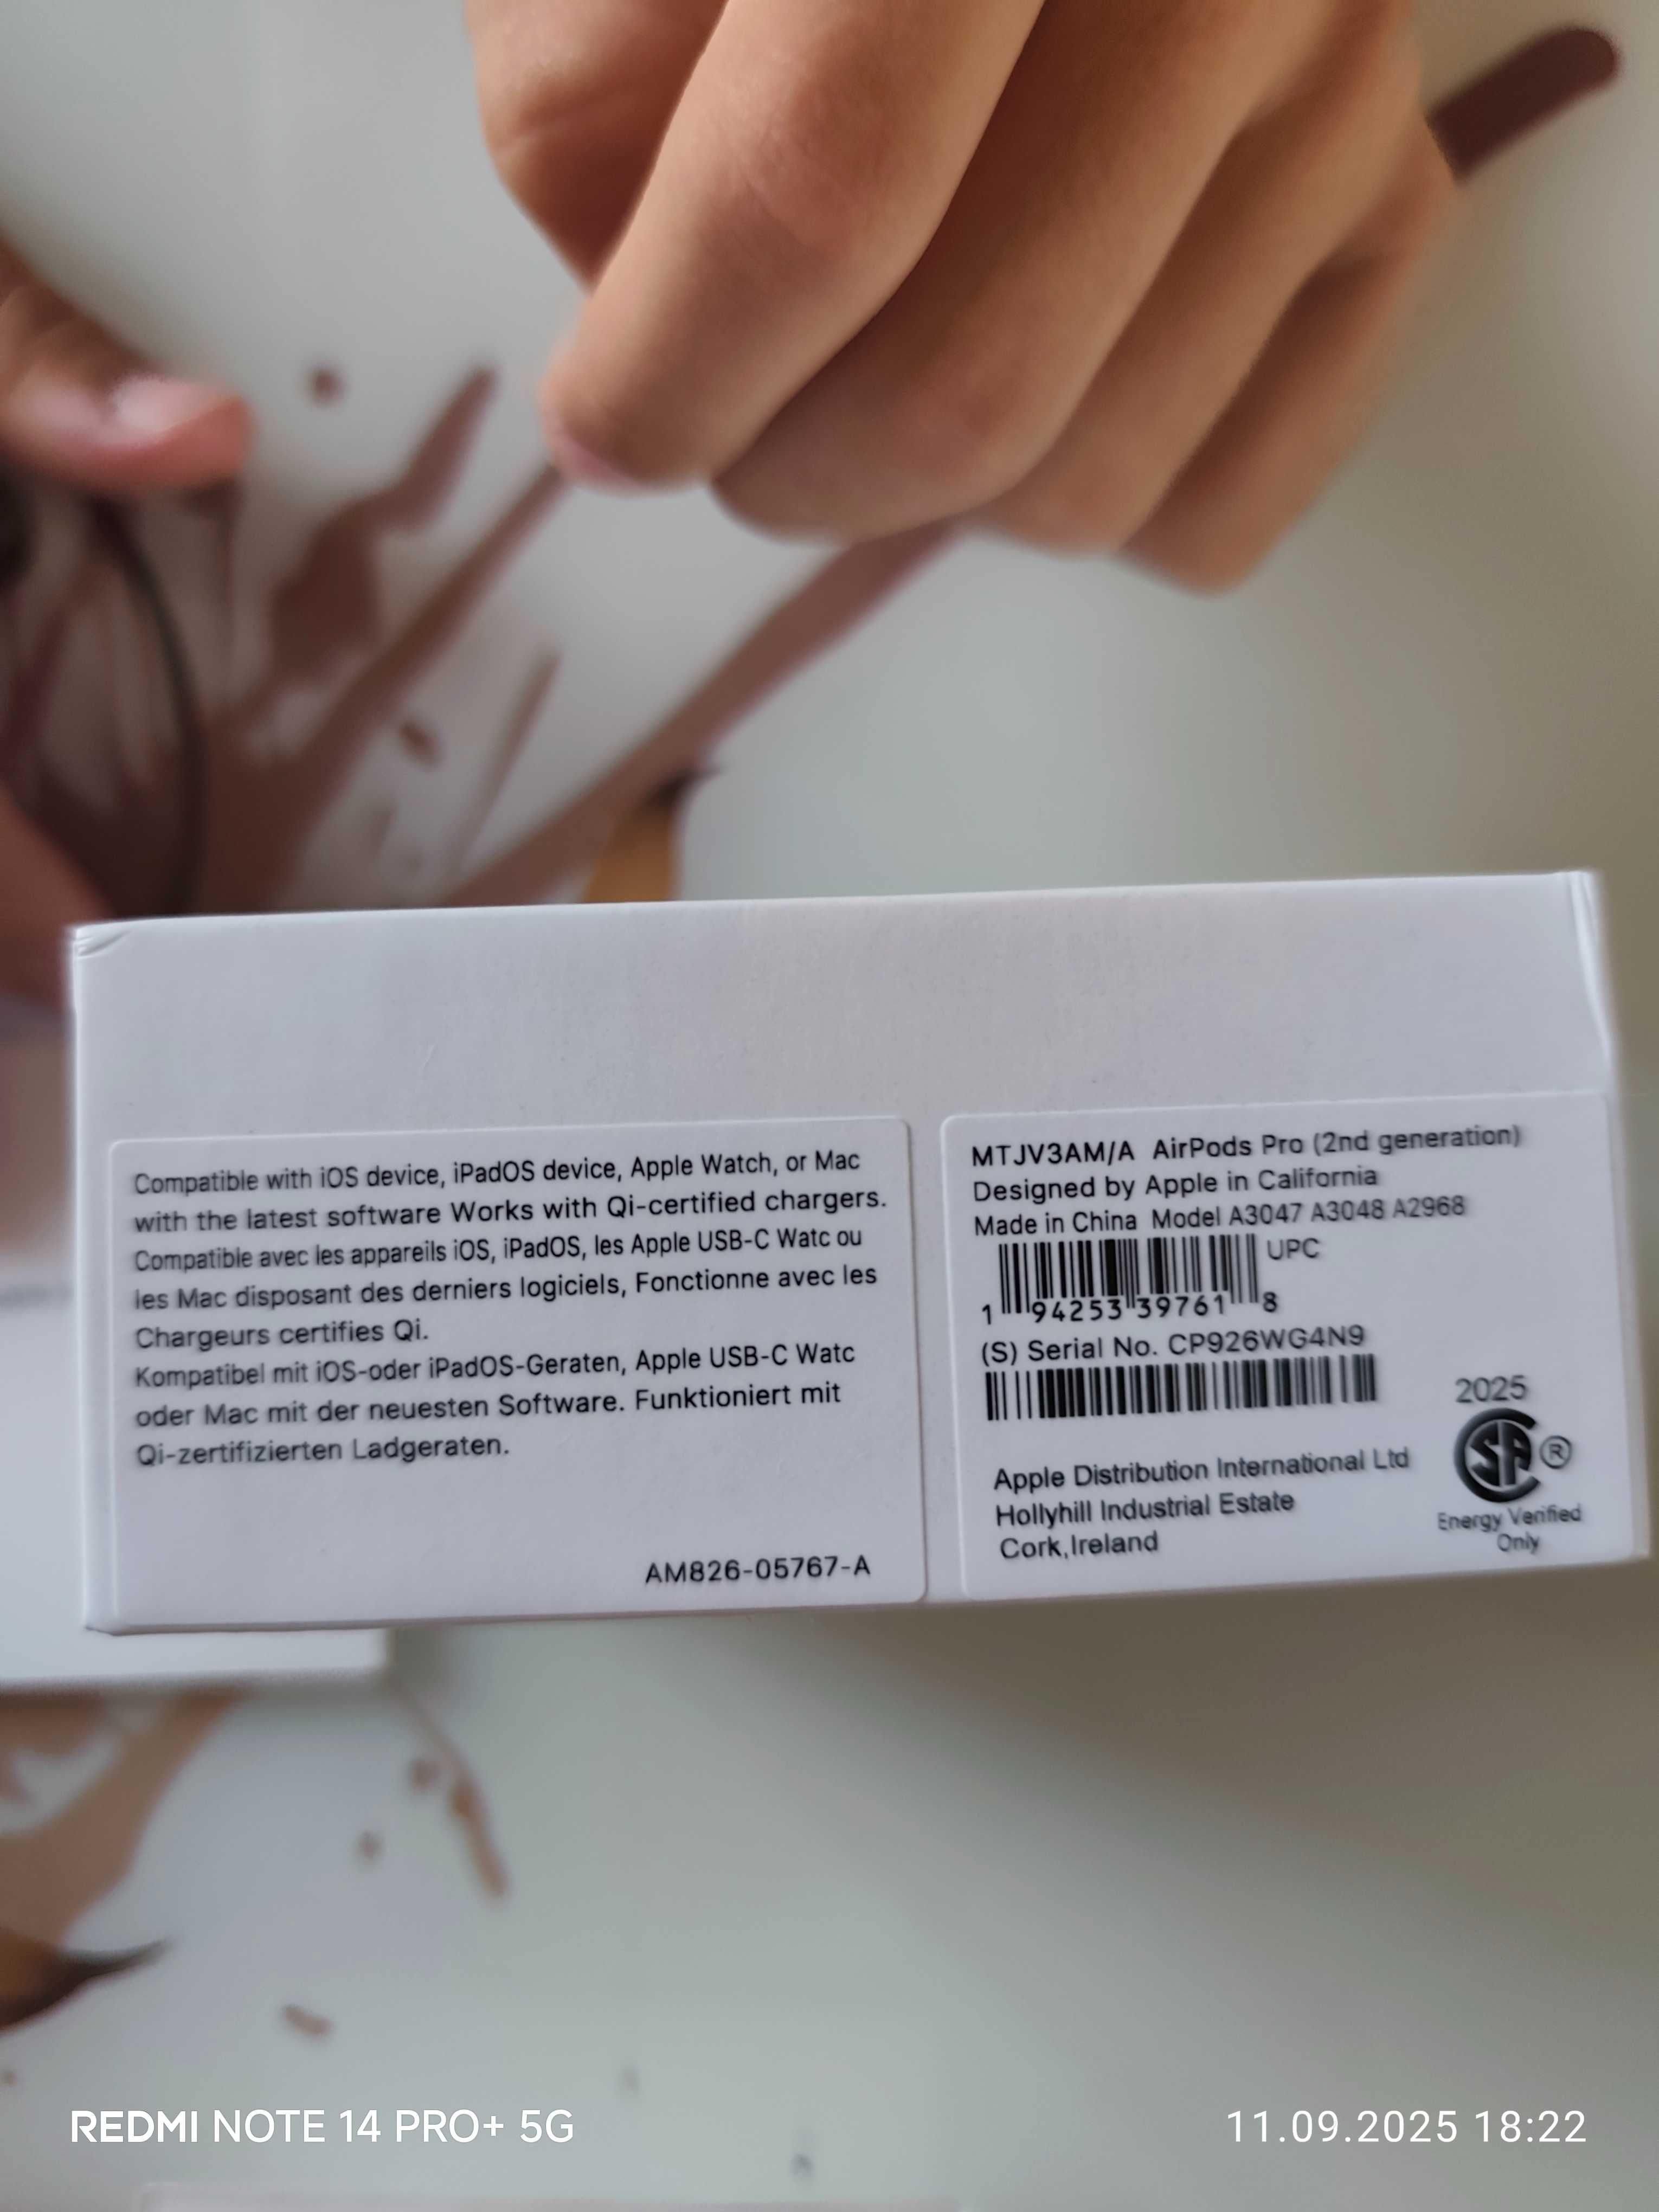 Compatible with iOS device, iPadOS device, Apple Watch, or Mac
with the latest software Works with Qi-certified chargers.
Compatible avec les appareils iOS, iPadOS, les Apple USB-C Watc ou
les Mac disposant des derniers logiciels, Fonctionne avec les
Chargeurs certifies Qi.
Kompatibel mit iOS-oder iPadOS-Geraten, Apple USB-C Watc
oder Mac mit der neuesten Software. Funktioniert mit
Qi-zertifizierten Ladgeraten.
AM826-05767-A
MTJV3AM/A AirPods Pro (2nd generation)
Designed by Apple in California
Made in China Model A3047 A3048 A2968
UPC
1 94253 39761 8
(S) Serial No. CP926WG4N9
2025
SA ®
Energy Verified
Only
Apple Distribution International Ltd
Hollyhill Industrial Estate
Cork,Ireland
REDMI NOTE 14 PRO+ 5G
11.09.2025 18:22